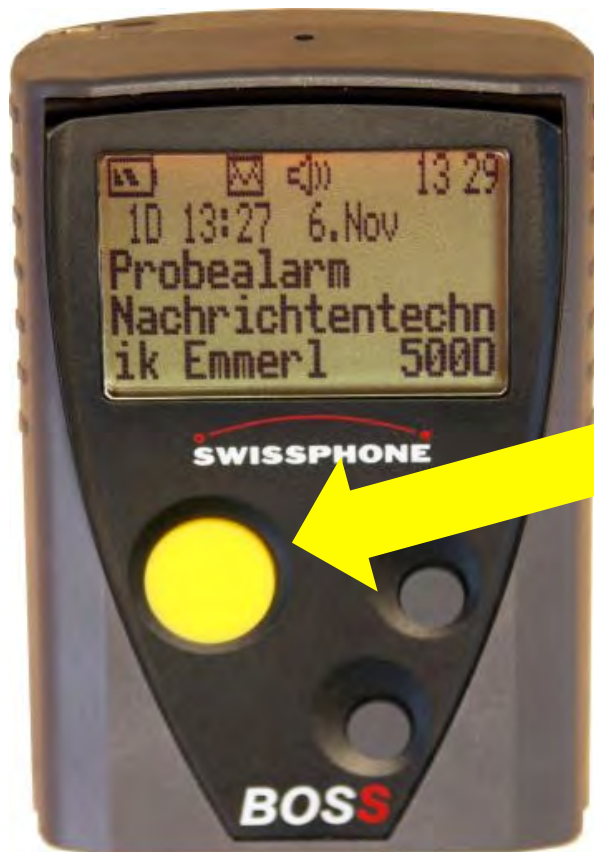 13 29
1D 13:27 6.Nov
Probealarm
Nachrichtentechn
ik Emmerl 500D
SWISSPHONE
BOSS